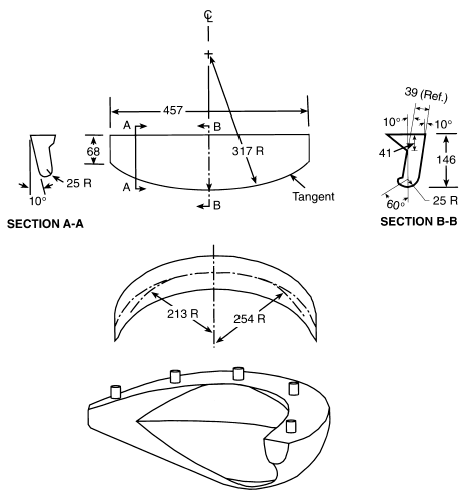 ℄
457
A
B
68
317 R
A
B
Tangent
25 R
10°
SECTION A-A
39 (Ref.)
10°
10°
41
146
60°
25 R
SECTION B-B
213 R
254 R